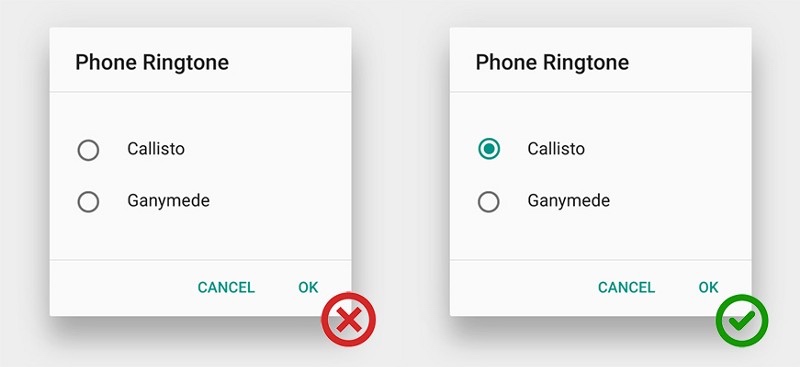 Phone Ringtone
Callisto
Ganymede
CANCEL OK
Phone Ringtone
Callisto
Ganymede
CANCEL OK